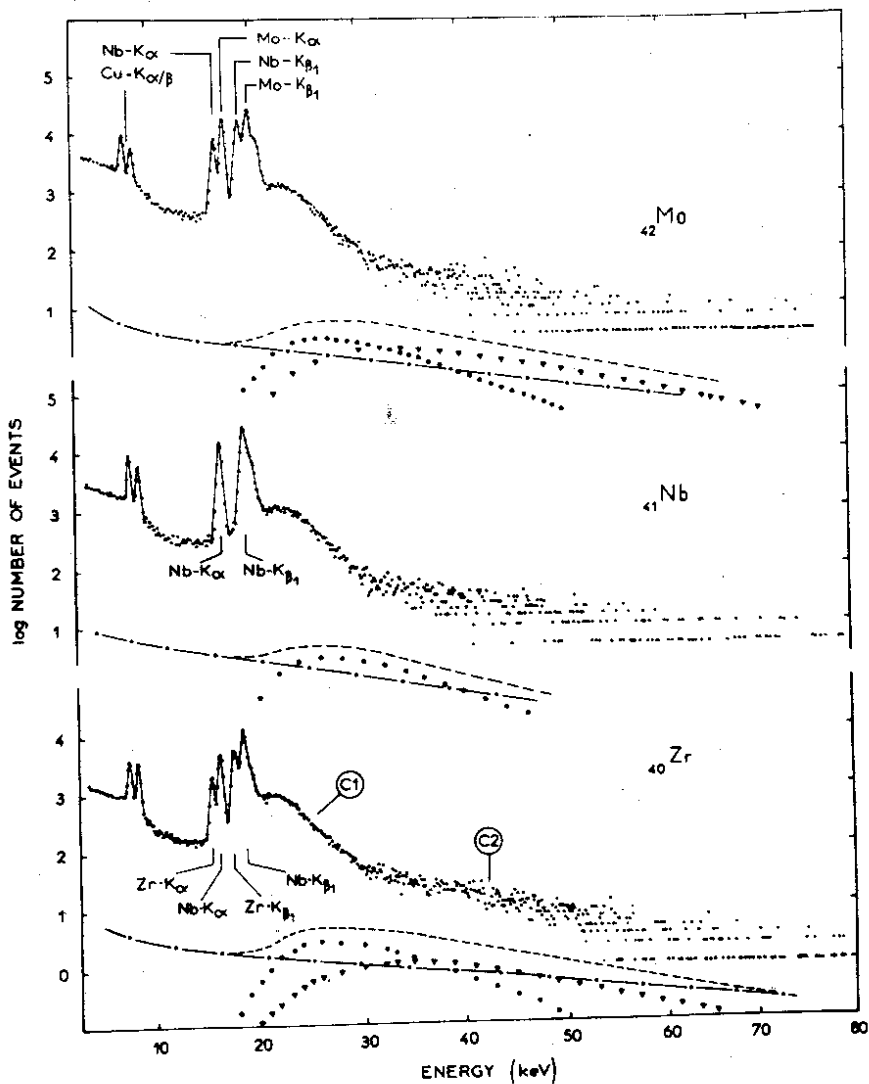 Mo-Kα
Nb-Kα
Nb-Kβ1
Cu-Kα/β
Mo-Kβ1
5
4
3
2
1
42Mo
5
4
3
2
1
41Nb
Nb-Kα
Nb-Kβ1
log NUMBER OF EVENTS
4
3
2
1
0
40Zr
C1
C2
Zr-Kα
Nb-Kβ1
Nb-Kα
Zr-Kβ1
10
20
30
40
50
60
70
80
ENERGY (keV)